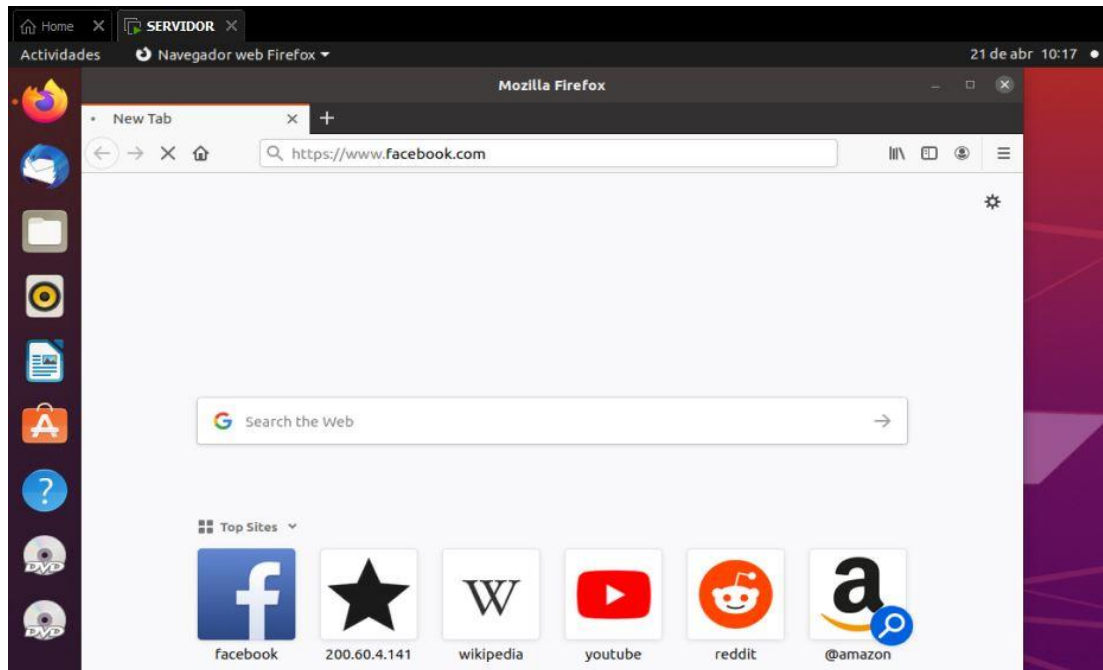 Home SERVIDOR
Actividades Navegador web Firefox 21 de abr 10:17
Mozilla Firefox
New Tab
https://www.facebook.com
Search the Web
Top Sites
facebook 200.60.4.141 wikipedia youtube reddit @amazon